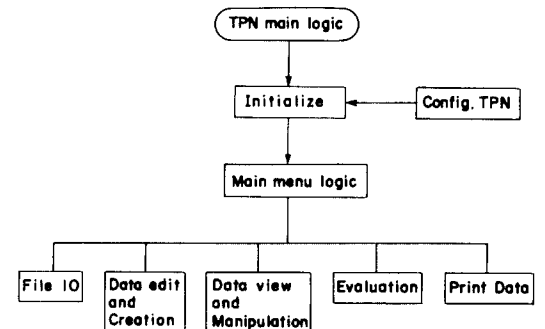 TPN main logic
Initialize
Config. TPN
Main menu logic
File IO
Data edit
and
Creation
Data view
and
Manipulation
Evaluation
Print Data